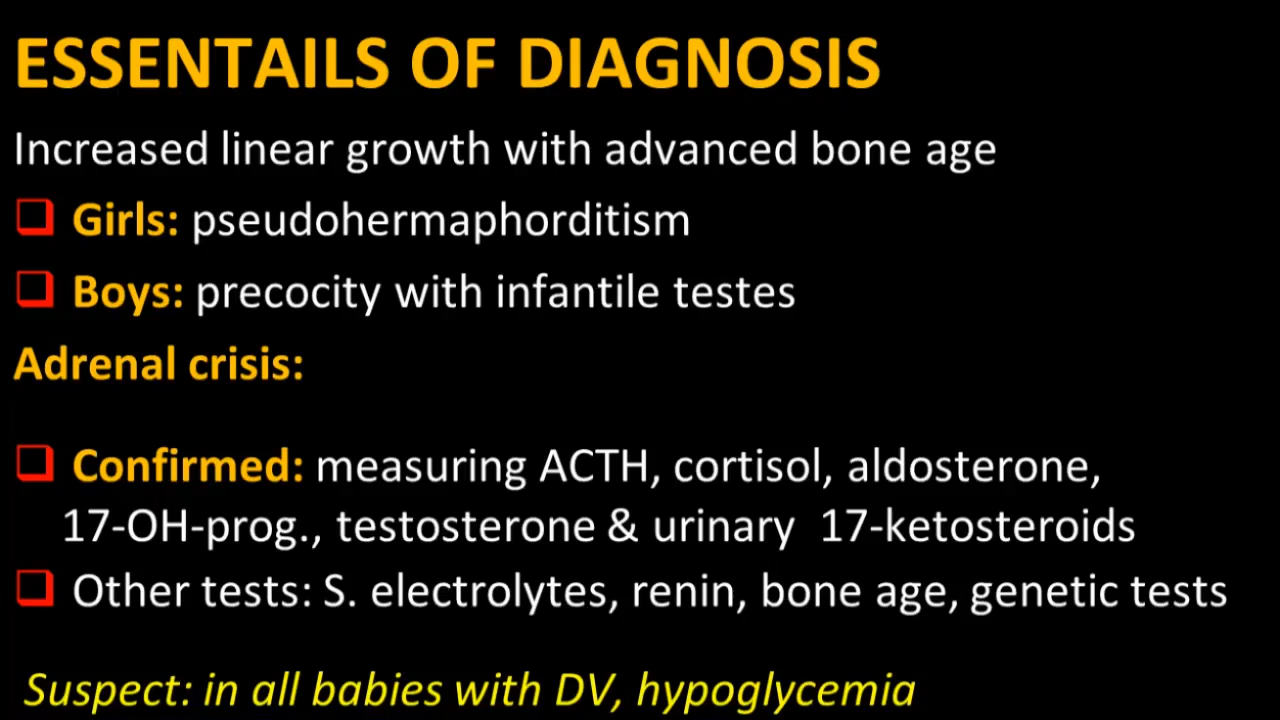 ESSENTAILS OF DIAGNOSIS
Increased linear growth with advanced bone age
Girls: pseudohermaphorditism
Boys: precocity with infantile testes
Adrenal crisis:
Confirmed: measuring ACTH, cortisol, aldosterone,
17-OH-prog., testosterone & urinary 17-ketosteroids
Other tests: S. electrolytes, renin, bone age, genetic tests
Suspect: in all babies with DV, hypoglycemia